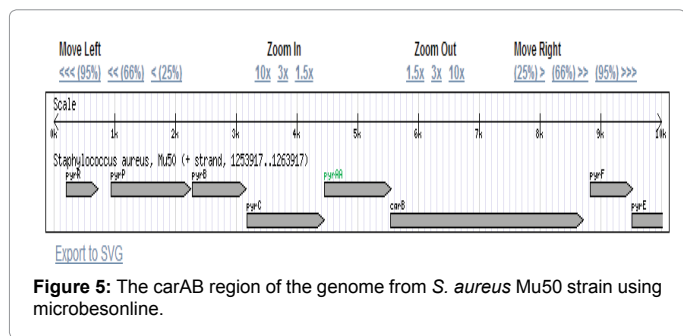 Move Left Zoom In Zoom Out Move Right
<<< (95%) << (66%) < (25%) 10x 3x 1.5x 1.5x 3x 10x (25%) > (66%) >> (95%) >>>
Scale
0k 1k 2k 3k 4k 5k 6k 7k 8k 9k 10k
Staphylococcus aureus, Mu50 (+ strand, 1253917..1263917)
pyrR pyrP pyrB pyrAA pyrF
pyrC carB pyrE
Export to SVG
Figure 5: The carAB region of the genome from S. aureus Mu50 strain using
microbesonline.